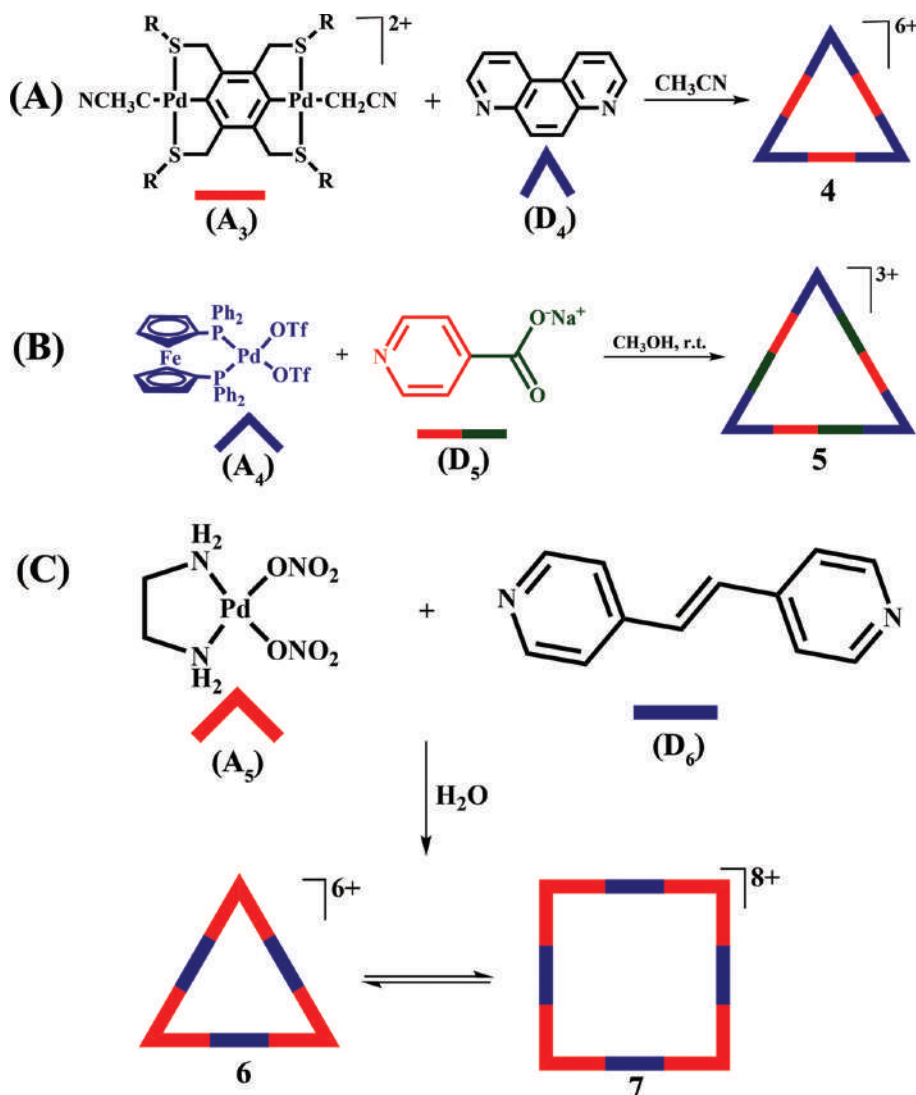 (A)
R R ⎤2+
S S
NCH₃C Pd Pd CH₂CN + N N CH₃CN 6+
S S
R R
(A₃) (D₄) 4
(B)
Ph₂ P OTf O⁻Na⁺ 3+
Fe Pd + N CH₃OH, r.t.
P OTf O
Ph₂
(A₄) (D₅) 5
(C)
H₂
N ONO₂ N
Pd +
N ONO₂ N
H₂
(A₅) (D₆)
H₂O
6+ 8+
6 7